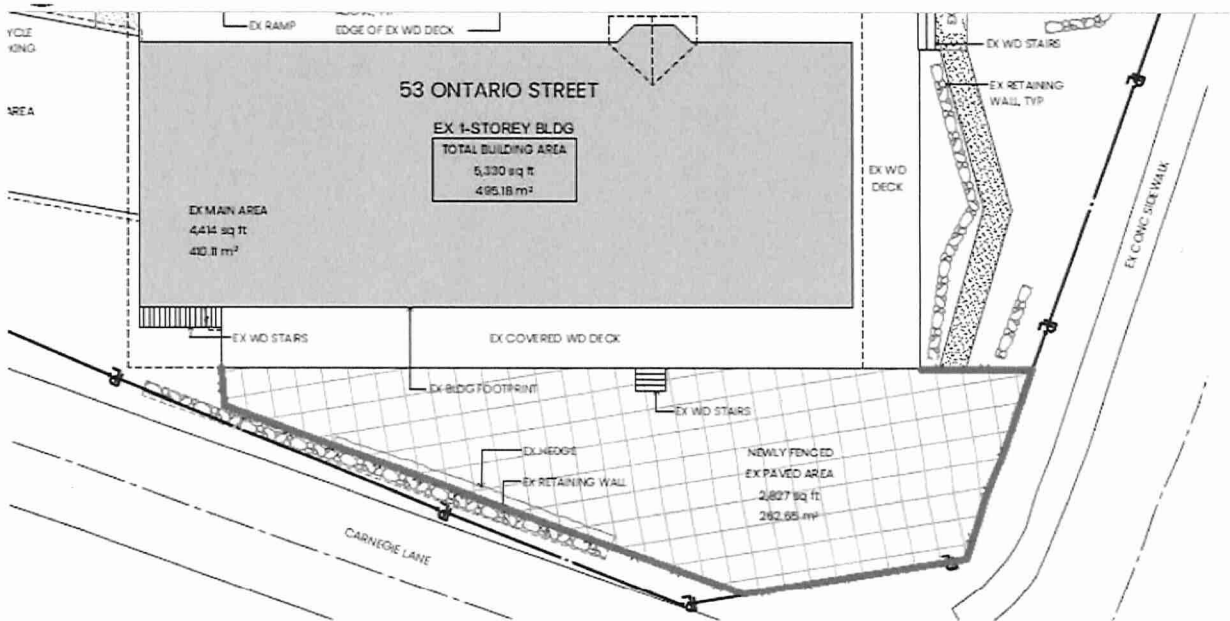 EX RAMP
EDGE OF EX WD DECK
AREA
53 ONTARIO STREET
EX 1-STOREY BLDG
TOTAL BUILDING AREA
5,330 sq ft
495.18 m²
EX MAIN AREA
4,414 sq ft
410.11 m²
EX WD STAIRS
EX RETAINING
WALL, TYP
EX WD
DECK
EX CONC SIDEWALK
EX WD STAIRS
EX COVERED WD DECK
EX BLDG FOOTPRINT
EX WD STAIRS
EX HEDGE
EX RETAINING WALL
NEWLY FENCED
EX PAVED AREA
2,827 sq ft
262.65 m²
CARNEGIE LANE